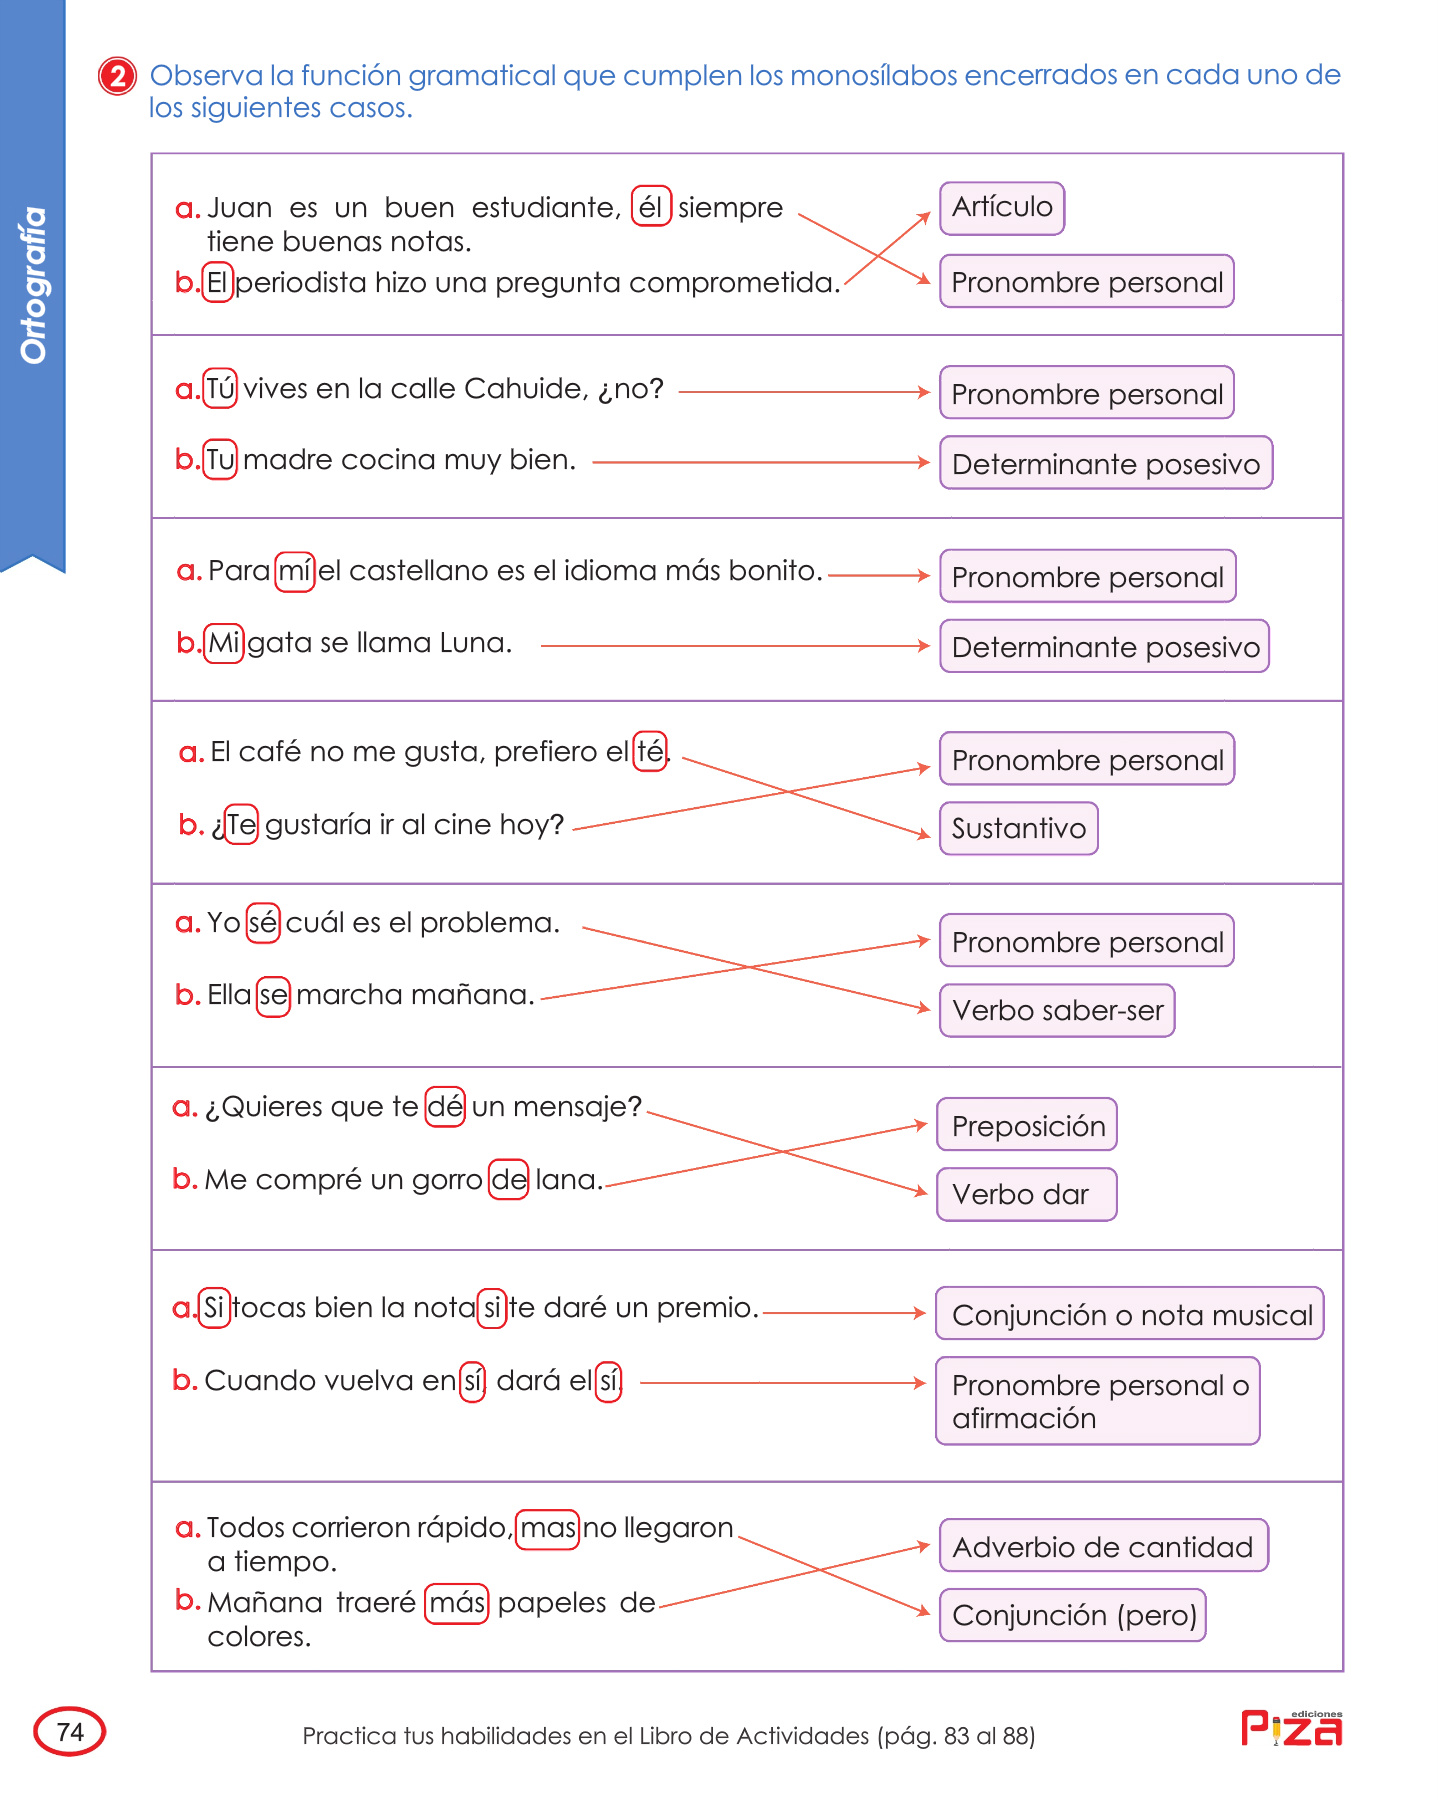 Ortografía
2 Observa la función gramatical que cumplen los monosílabos encerrados en cada uno de
los siguientes casos.
a. Juan es un buen estudiante, él siempre
tiene buenas notas.
b. El periodista hizo una pregunta comprometida.
Artículo
Pronombre personal
a. Tú vives en la calle Cahuide, ¿no?
Pronombre personal
b. Tu madre cocina muy bien.
Determinante posesivo
a. Para mí el castellano es el idioma más bonito.
Pronombre personal
b. Mi gata se llama Luna.
Determinante posesivo
a. El café no me gusta, prefiero el té.
Pronombre personal
b. ¿Te gustaría ir al cine hoy?
Sustantivo
a. Yo sé cuál es el problema.
Pronombre personal
b. Ella se marcha mañana.
Verbo saber-ser
a. ¿Quieres que te dé un mensaje?
Preposición
b. Me compré un gorro de lana.
Verbo dar
a. Si tocas bien la nota si te daré un premio.
Conjunción o nota musical
b. Cuando vuelva en sí, dará el sí.
Pronombre personal o
afirmación
a. Todos corrieron rápido, mas no llegaron
a tiempo.
Adverbio de cantidad
b. Mañana traeré más papeles de
colores.
Conjunción (pero)
74
Practica tus habilidades en el Libro de Actividades (pág. 83 al 88)
ediciones
Piza